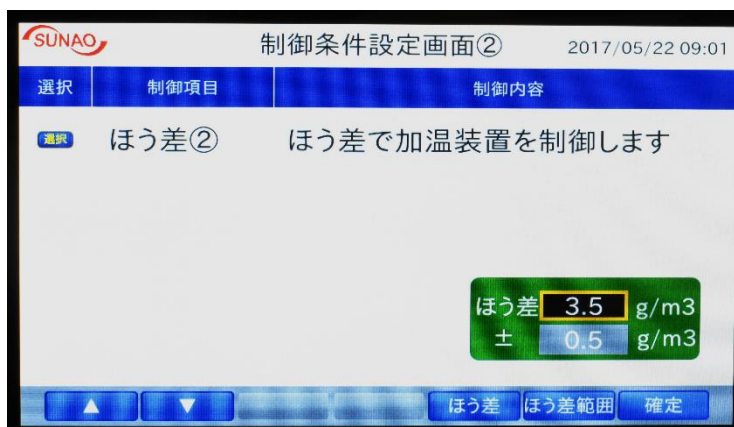 SUNAO 制御条件設定画面② 2017/05/22 09:01
選択 制御項目 制御内容
選択 ほう差② ほう差で加温装置を制御します
ほう差 3.5 g/m3
± 0.5 g/m3
▲ ▼ ほう差 ほう差範囲 確定